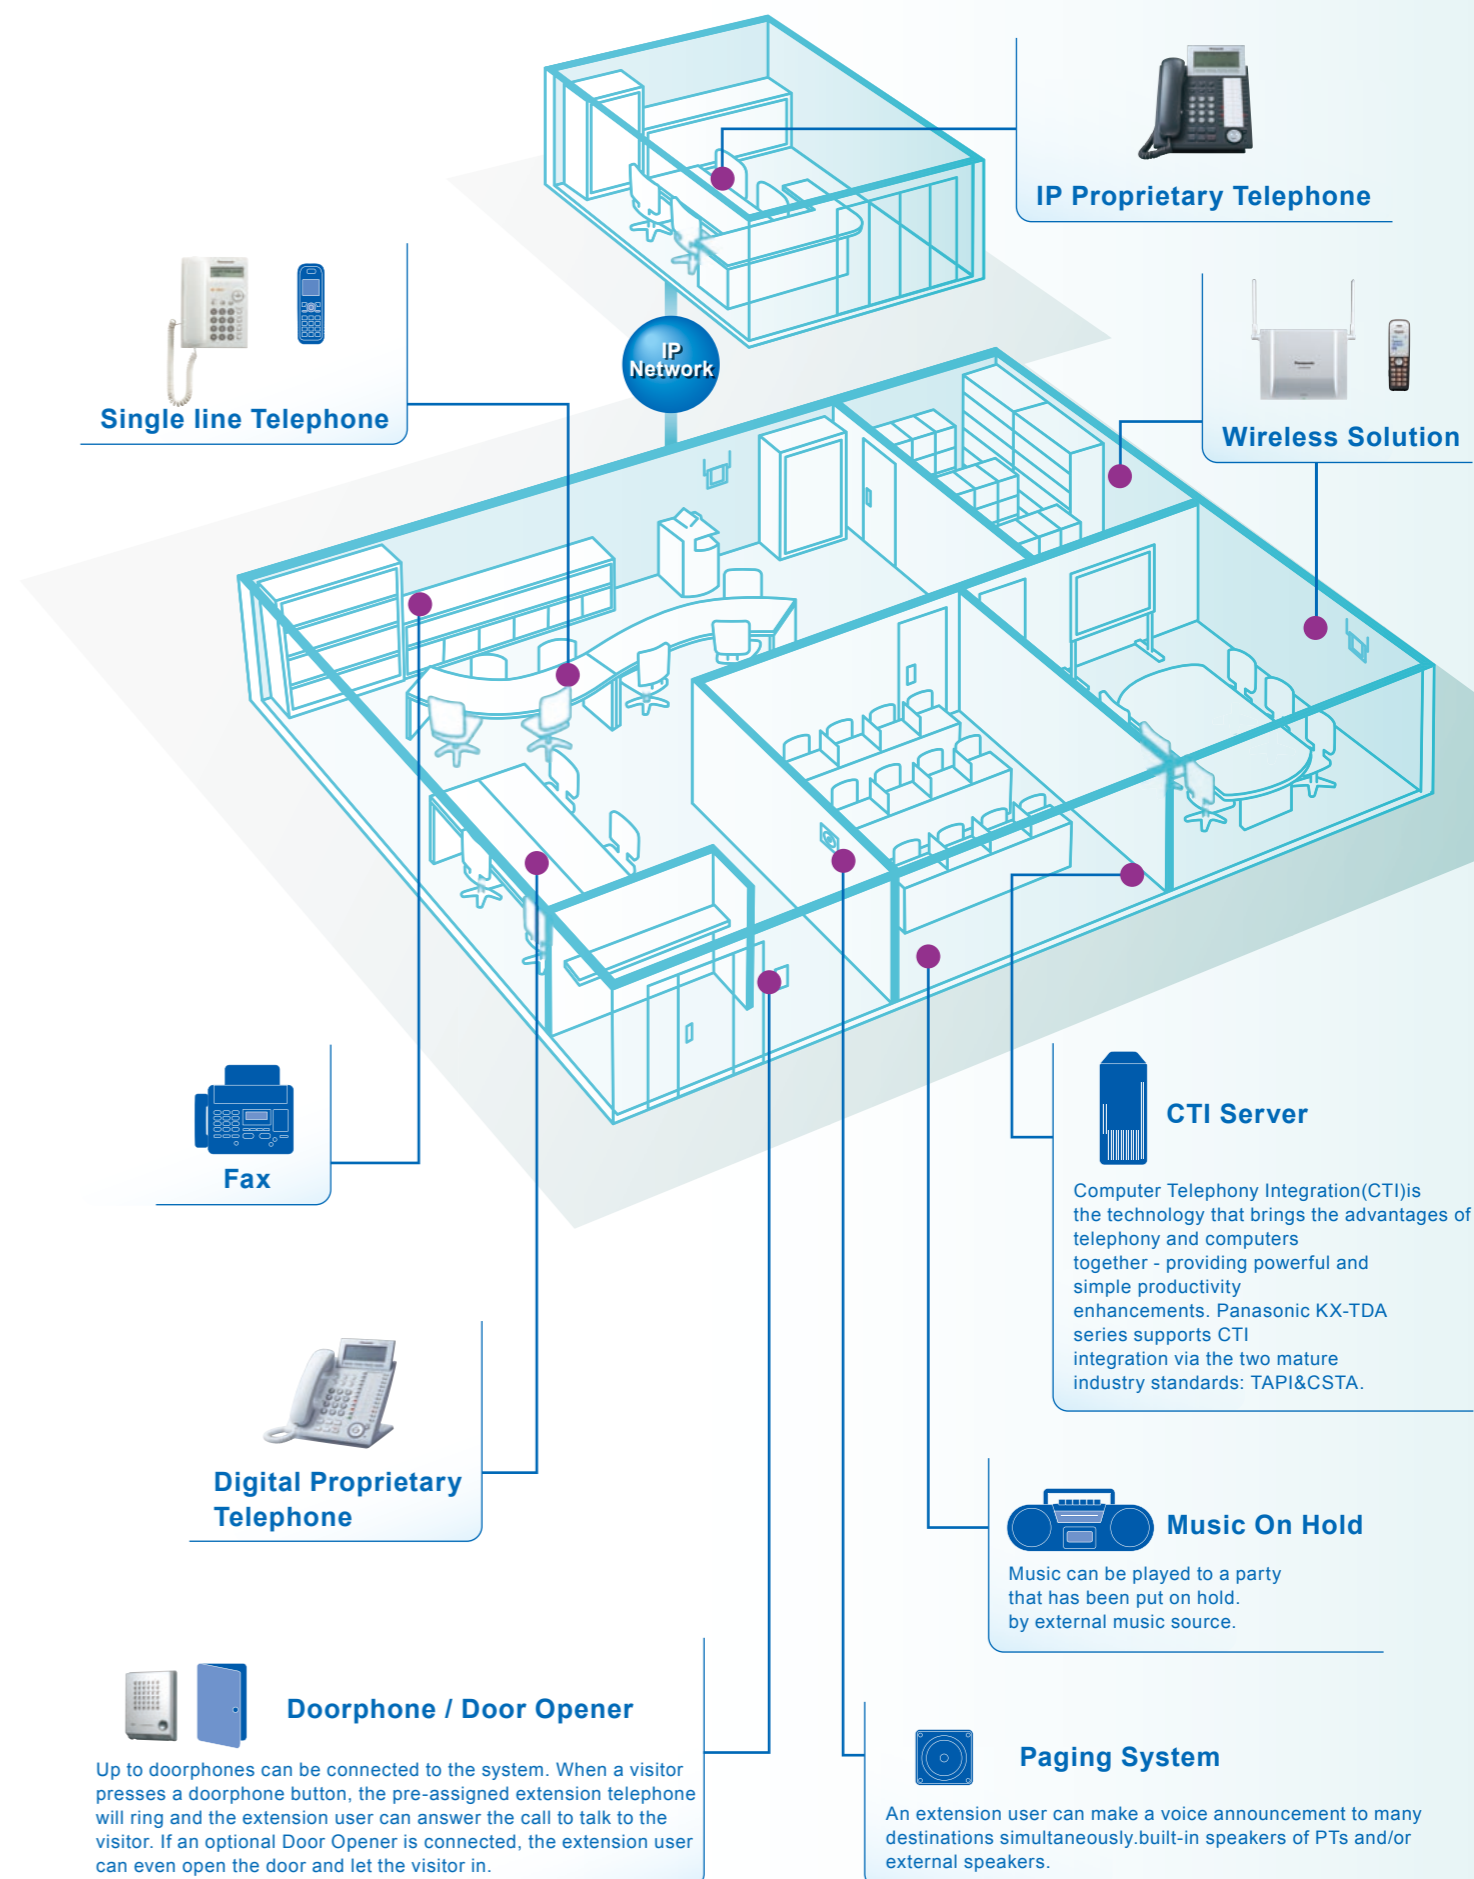 IP Proprietary Telephone
IP
Network
Single line Telephone
Wireless Solution
Fax
CTI Server
Computer Telephony Integration(CTI)is
the technology that brings the advantages of
telephony and computers
together - providing powerful and
simple productivity
enhancements. Panasonic KX-TDA
series supports CTI
integration via the two mature
industry standards: TAPI&CSTA.
Digital Proprietary
Telephone
Music On Hold
Music can be played to a party
that has been put on hold.
by external music source.
Doorphone / Door Opener
Up to doorphones can be connected to the system. When a visitor
presses a doorphone button, the pre-assigned extension telephone
will ring and the extension user can answer the call to talk to the
visitor. If an optional Door Opener is connected, the extension user
can even open the door and let the visitor in.
Paging System
An extension user can make a voice announcement to many
destinations simultaneously.built-in speakers of PTs and/or
external speakers.